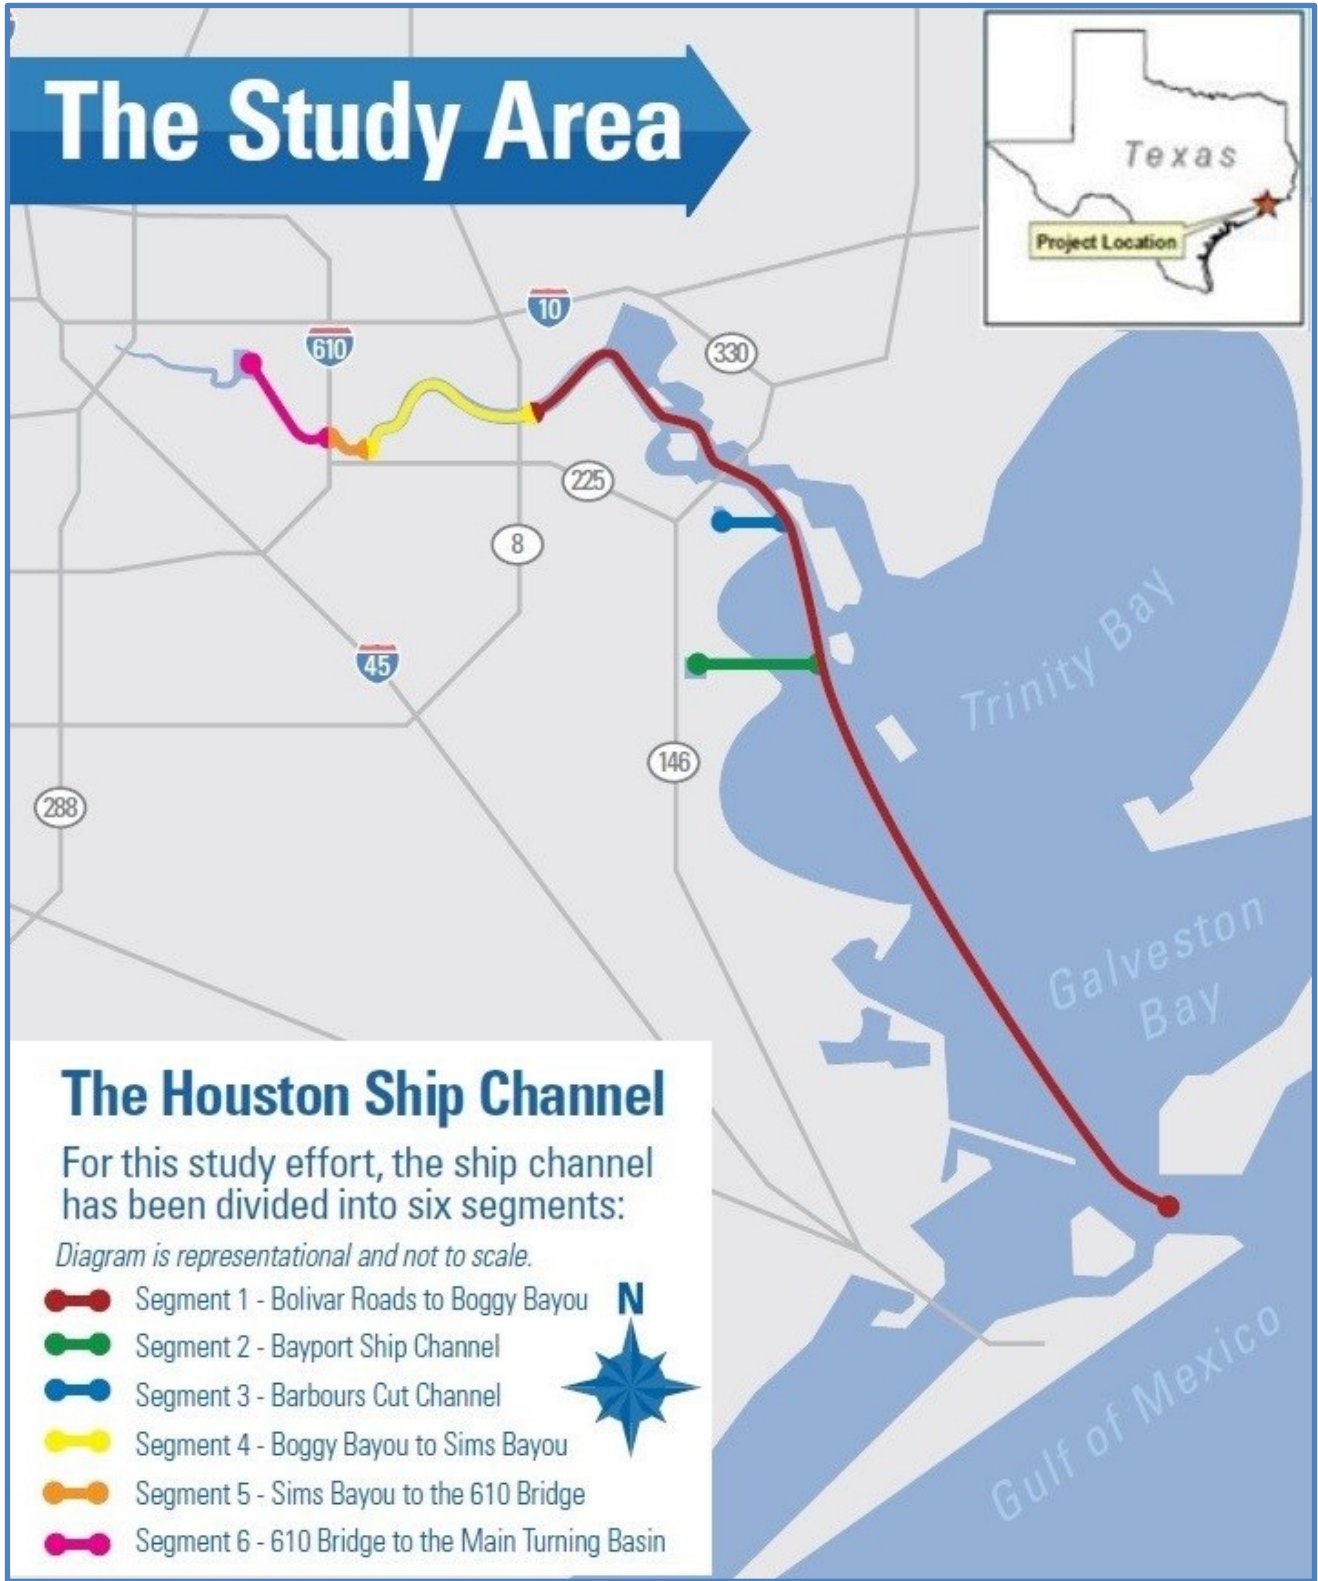 The Study Area
Texas
Project Location
10
610
330
225
8
45
146
288
Trinity Bay
Galveston
Bay
Gulf of Mexico
The Houston Ship Channel
For this study effort, the ship channel
has been divided into six segments:
Diagram is representational and not to scale.
Segment 1 - Bolivar Roads to Boggy Bayou
N
Segment 2 - Bayport Ship Channel
Segment 3 - Barbours Cut Channel
Segment 4 - Boggy Bayou to Sims Bayou
Segment 5 - Sims Bayou to the 610 Bridge
Segment 6 - 610 Bridge to the Main Turning Basin